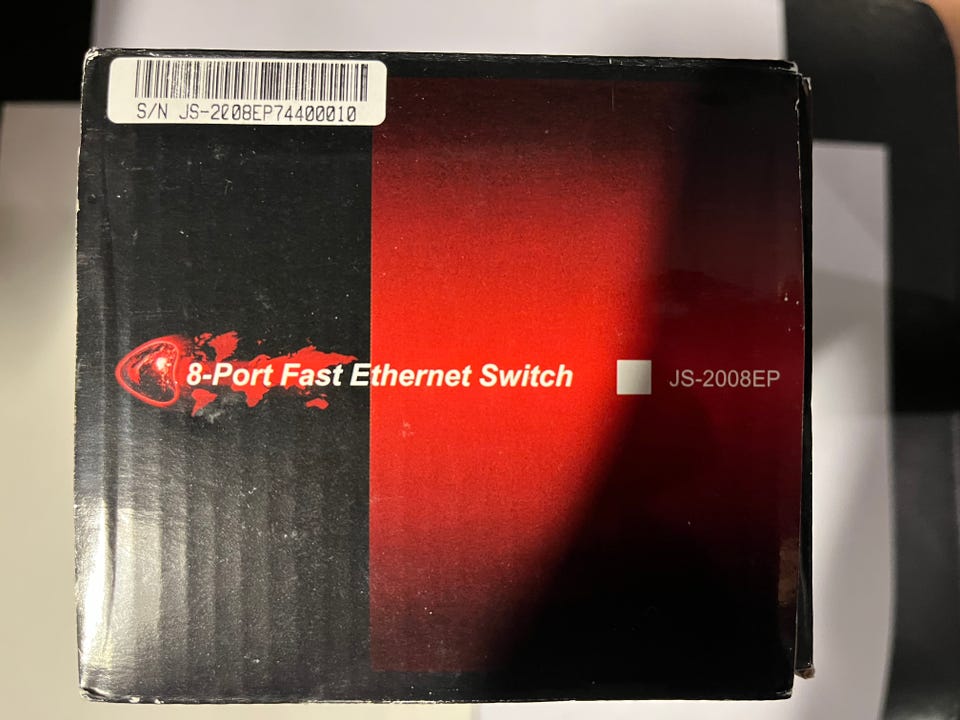 S/N JS-2008EP74400010
8-Port Fast Ethernet Switch
JS-2008EP